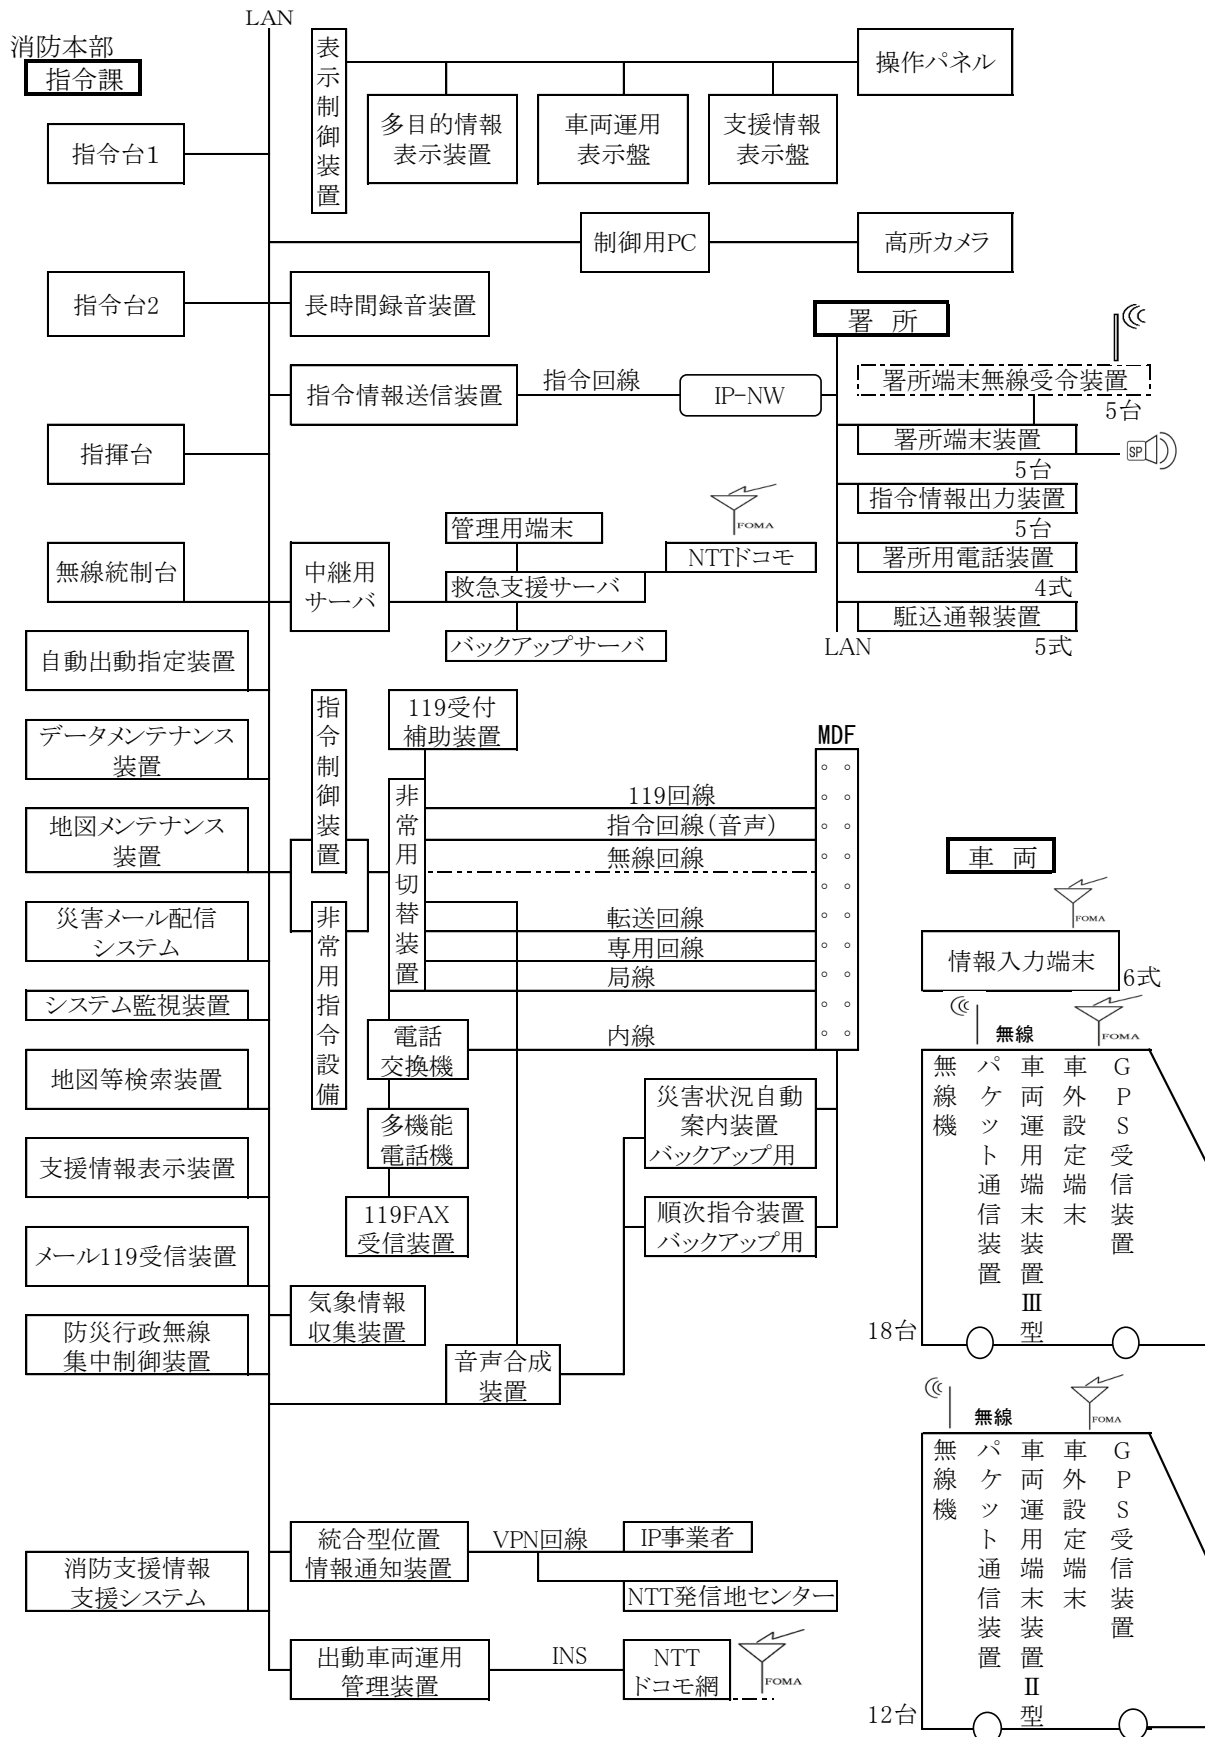 LAN
消防本部
指令課
指令台1
指令台2
指揮台
無線統制台
自動出動指定装置
データメンテナンス
装置
地図メンテナンス
装置
災害メール配信
システム
システム監視装置
地図等検索装置
支援情報表示装置
メール119受信装置
防災行政無線
集中制御装置
消防支援情報
支援システム
表示制御装置
多目的情報
表示装置
車両運用
表示盤
支援情報
表示盤
操作パネル
制御用PC
高所カメラ
長時間録音装置
指令情報送信装置
指令回線
IP-NW
署 所
署所端末無線受令装置
5台
署所端末装置
SP
5台
指令情報出力装置
5台
署所用電話装置
4式
駈込通報装置
LAN
5式
中継用
サーバ
管理用端末
救急支援サーバ
バックアップサーバ
FOMA
NTTドコモ
指令制御装置
非常用指令設備
119受付
補助装置
非常用切替装置
MDF
119回線
指令回線(音声)
無線回線
転送回線
専用回線
局線
内線
電話
交換機
多機能
電話機
119FAX
受信装置
災害状況自動
案内装置
バックアップ用
順次指令装置
バックアップ用
気象情報
収集装置
音声合成
装置
統合型位置
情報通知装置
VPN回線
IP事業者
NTT発信地センター
出動車両運用
管理装置
INS
NTT
ドコモ網
FOMA
車 両
FOMA
情報入力端末
6式
無線
FOMA
無線機
パケット通信装置
車両運用端末装置Ⅲ型
車外設定端末
GPS受信装置
18台
無線
FOMA
無線機
パケット通信装置
車両運用端末装置Ⅱ型
車外設定端末
GPS受信装置
12台